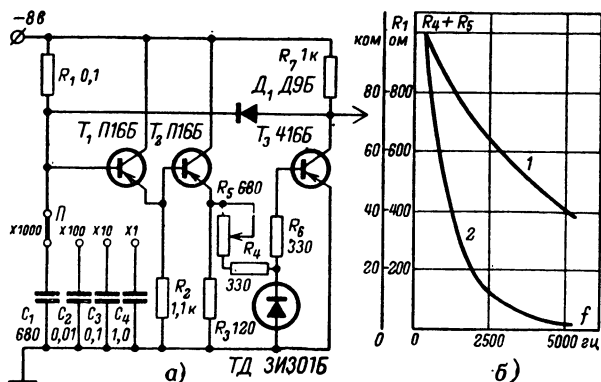 −8в
R₁ 0,1
R₇ 1к
Д₁ Д9Б
T₁ П16Б
T₂ П16Б
T₃ 416Б
R₅ 680
R₄
330
R₆
330
П
x1000
x100
x10
x1
R₂
1,1к
R₃ 120
C₁
680
C₂
0,01
C₃
0,1
C₄
1,0
ТД ЗИ301Б
а)
R₁
R₄ + R₅
ком
ом
80
800
60
600
40
400
20
200
0
0
2500
5000 гц
f
1
2
б)